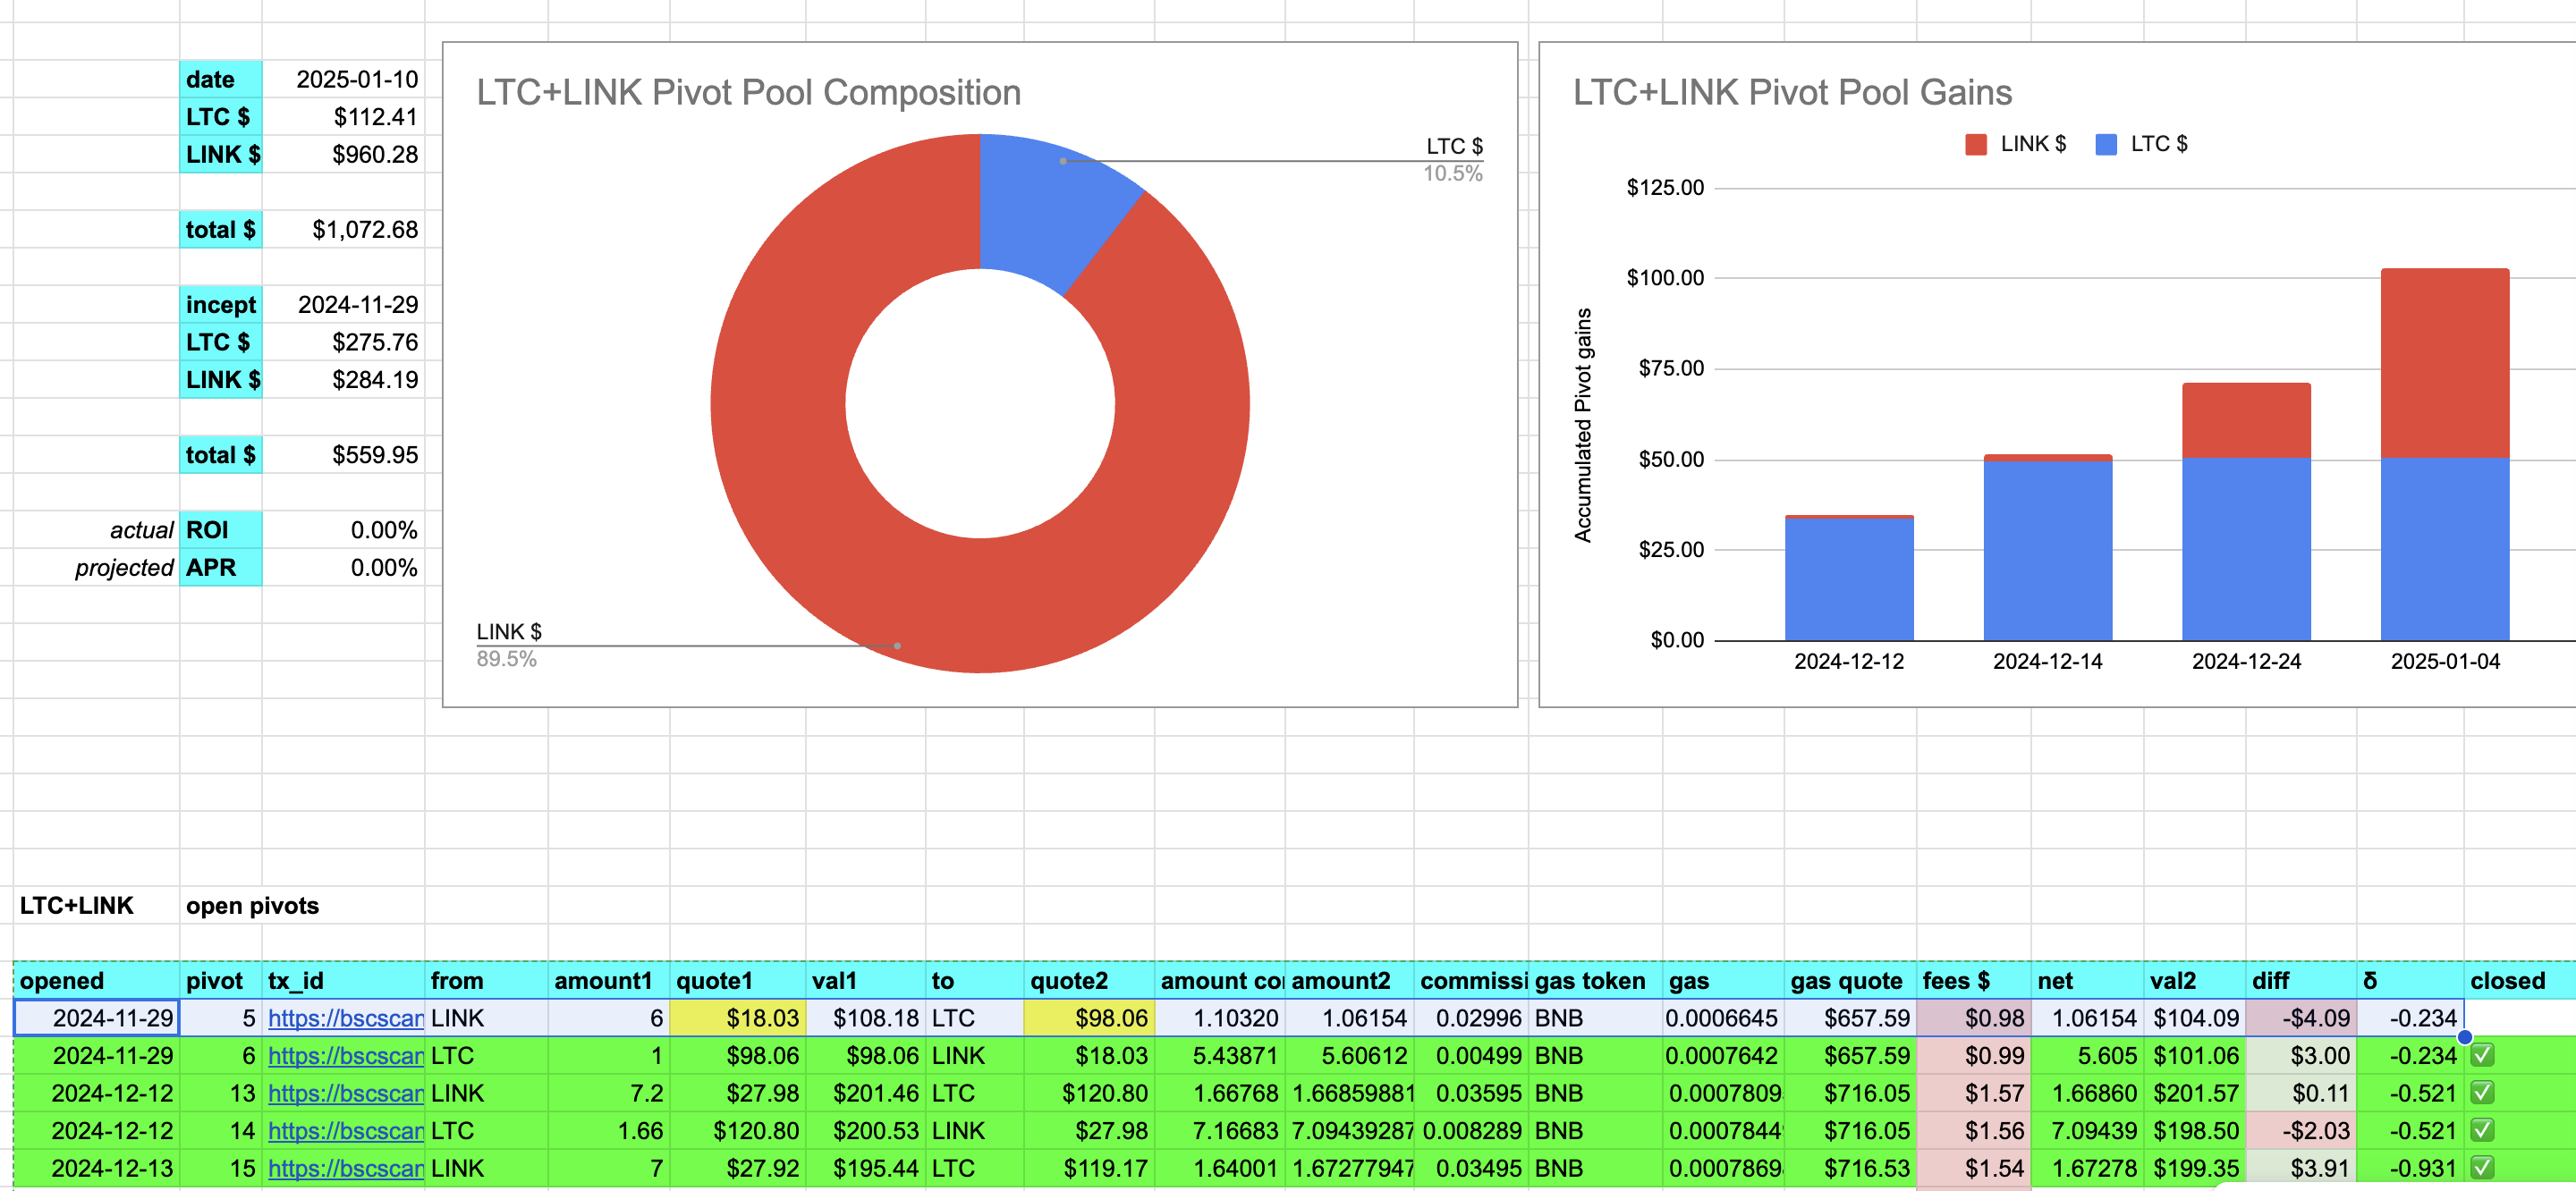 date 2025-01-10
LTC $ $112.41
LINK $ $960.28
total $ $1,072.68
incept 2024-11-29
LTC $ $275.76
LINK $ $284.19
total $ $559.95
actual ROI 0.00%
projected APR 0.00%
LTC+LINK Pivot Pool Composition
LTC $
10.5%
LINK $
89.5%
LTC+LINK Pivot Pool Gains
LINK $ LTC $
Accumulated Pivot gains
$125.00
$100.00
$75.00
$50.00
$25.00
$0.00
2024-12-12 2024-12-14 2024-12-24 2025-01-04
LTC+LINK open pivots
opened pivot tx_id from amount1 quote1 val1 to quote2 amount co amount2 commissi gas token gas gas quote fees $ net val2 diff δ closed
2024-11-29 5 https://bscscan LINK 6 $18.03 $108.18 LTC $98.06 1.10320 1.06154 0.02996 BNB 0.0006645 $657.59 $0.98 1.06154 $104.09 -$4.09 -0.234
2024-11-29 6 https://bscscan LTC 1 $98.06 $98.06 LINK $18.03 5.43871 5.60612 0.00499 BNB 0.0007642 $657.59 $0.99 5.605 $101.06 $3.00 -0.234 ✅
2024-12-12 13 https://bscscan LINK 7.2 $27.98 $201.46 LTC $120.80 1.66768 1.66859881 0.03595 BNB 0.0007809 $716.05 $1.57 1.66860 $201.57 $0.11 -0.521 ✅
2024-12-12 14 https://bscscan LTC 1.66 $120.80 $200.53 LINK $27.98 7.16683 7.09439287 0.008289 BNB 0.00078444 $716.05 $1.56 7.09439 $198.50 -$2.03 -0.521 ✅
2024-12-13 15 https://bscscan LINK 7 $27.92 $195.44 LTC $119.17 1.64001 1.67277947 0.03495 BNB 0.0007869 $716.53 $1.54 1.67278 $199.35 $3.91 -0.931 ✅